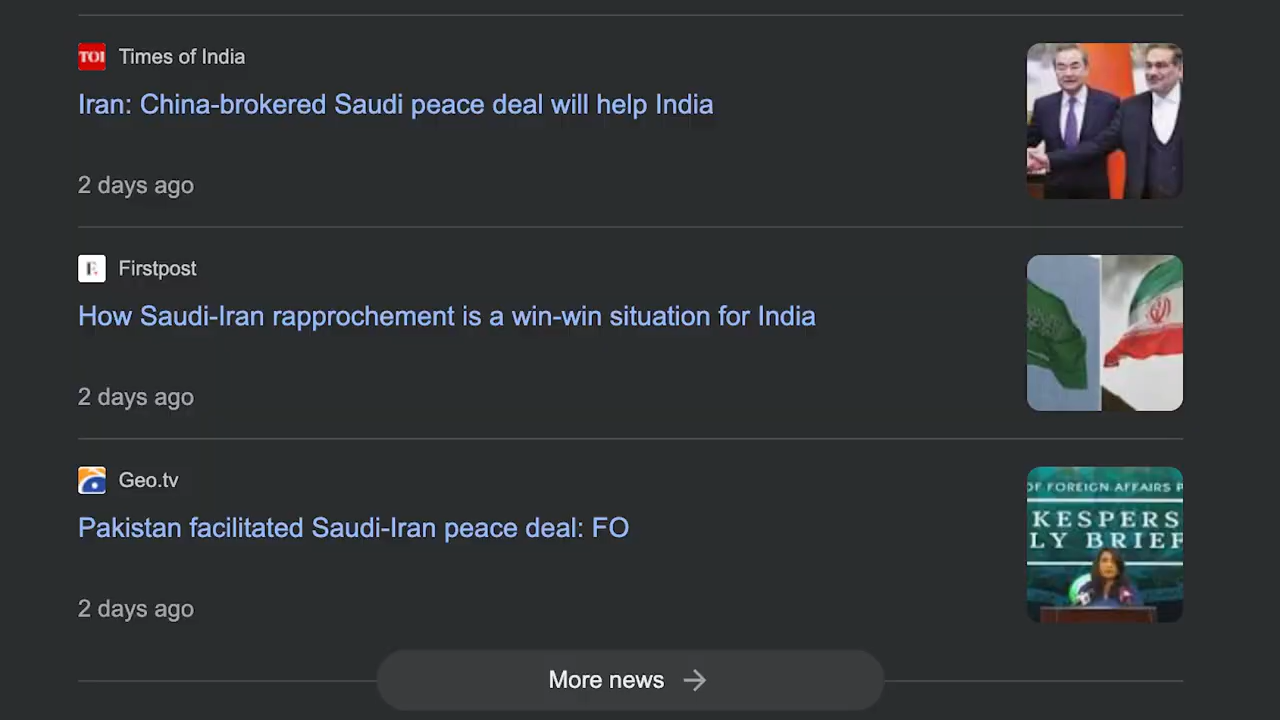 TOI Times of India
Iran: China-brokered Saudi peace deal will help India
2 days ago
Firstpost
How Saudi-Iran rapprochement is a win-win situation for India
2 days ago
Geo.tv
Pakistan facilitated Saudi-Iran peace deal: FO
2 days ago
OF FOREIGN AFFAIRS P
KESPERS
LY BRIEF
More news